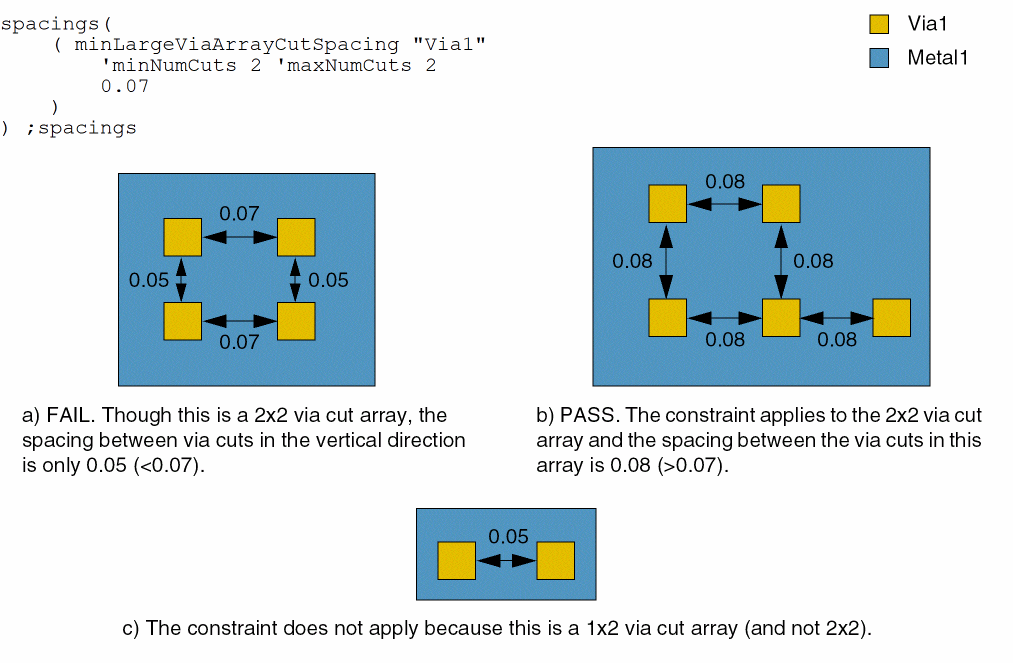 spacings(
( minLargeViaArrayCutSpacing "Via1"
'minNumCuts 2 'maxNumCuts 2
0.07
)
) ;spacings
Via1
Metal1
0.07
0.05
0.05
0.07
0.08
0.08
0.08
0.08
0.08
a) FAIL. Though this is a 2x2 via cut array, the
spacing between via cuts in the vertical direction
is only 0.05 (<0.07).
b) PASS. The constraint applies to the 2x2 via cut
array and the spacing between the via cuts in this
array is 0.08 (>0.07).
0.05
c) The constraint does not apply because this is a 1x2 via cut array (and not 2x2).